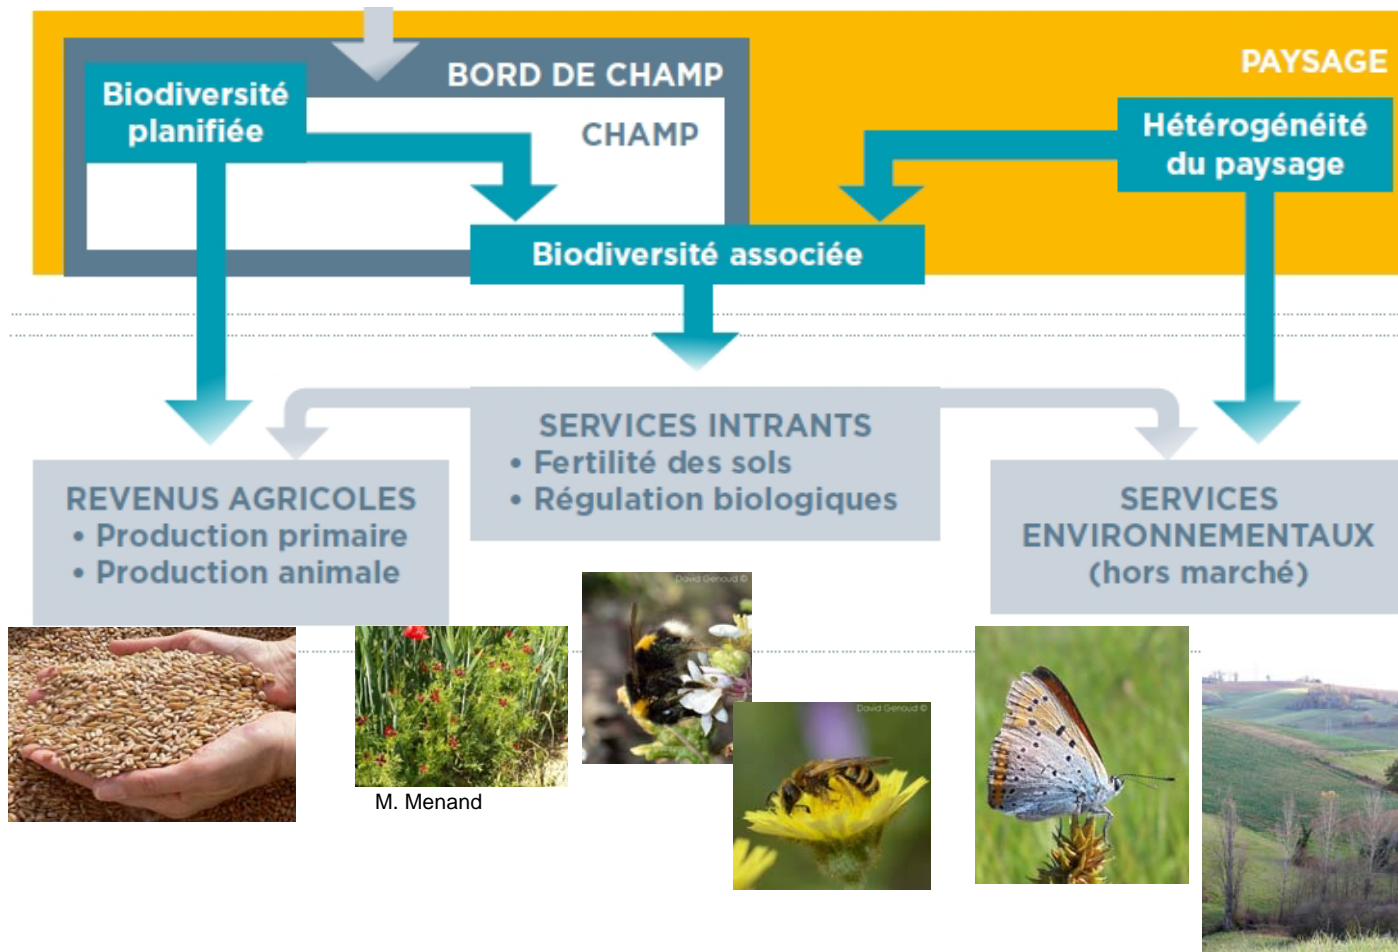 BORD DE CHAMP
PAYSAGE
Biodiversité
planifiée
CHAMP
Hétérogénéité
du paysage
Biodiversité associée
SERVICES INTRANTS
• Fertilité des sols
• Régulation biologiques
REVENUS AGRICOLES
• Production primaire
• Production animale
SERVICES
ENVIRONNEMENTAUX
(hors marché)
David Genoud ©
David Genoud ©
M. Menand